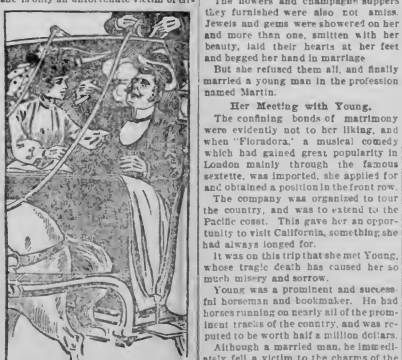 she is only an unfortunate victim of
The flowers and champagne suppers
they furnished were also not amiss.
Jewels and gems were showered on her
and more than one, smitten with her
beauty, laid their hearts at her feet
and begged her hand in marriage
But she refused them all, and finally
married a young man in the profession
named Martin.
Her Meeting with Young.
The confining bonds of matrimony
were evidently not to her liking, and
when "Floradora,' a musical comedy
which had gained great popularity in
London mainly through the famous
sextette, was imported, she applied for
and obtained a position in the front row.
The company was organized to tour
the country, and was to extend to the
Pacific coast. This gave her an oppor-
tunity to visit California, something she
had always longed for.
It was on this trip that she met Young,
whose tragic death has caused her so
much misery and sorrow.
Young was a prominent and success-
ful horseman and bookmaker. He had
horses running on nearly all of the prom-
inent tracks of the country, and was re-
puted to be worth half a million dollars.
Although a married man, he immedi-
ately fell a victim to the charms of the